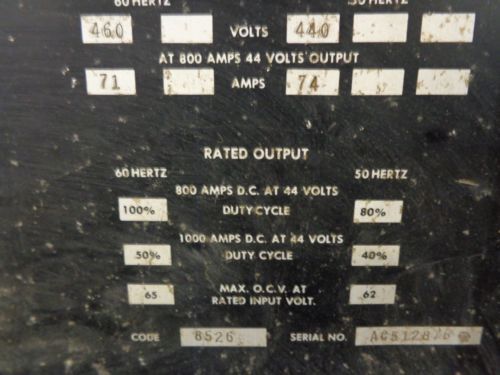 60 HERTZ 50 HERTZ
460 VOLTS 440
AT 800 AMPS 44 VOLTS OUTPUT
71 AMPS 74
RATED OUTPUT
60 HERTZ 50 HERTZ
800 AMPS D.C. AT 44 VOLTS
100% DUTY CYCLE 80%
1000 AMPS D.C. AT 44 VOLTS
50% DUTY CYCLE 40%
65 MAX. O.C.V. AT 62
RATED INPUT VOLT.
CODE 8526 SERIAL NO. AC512876